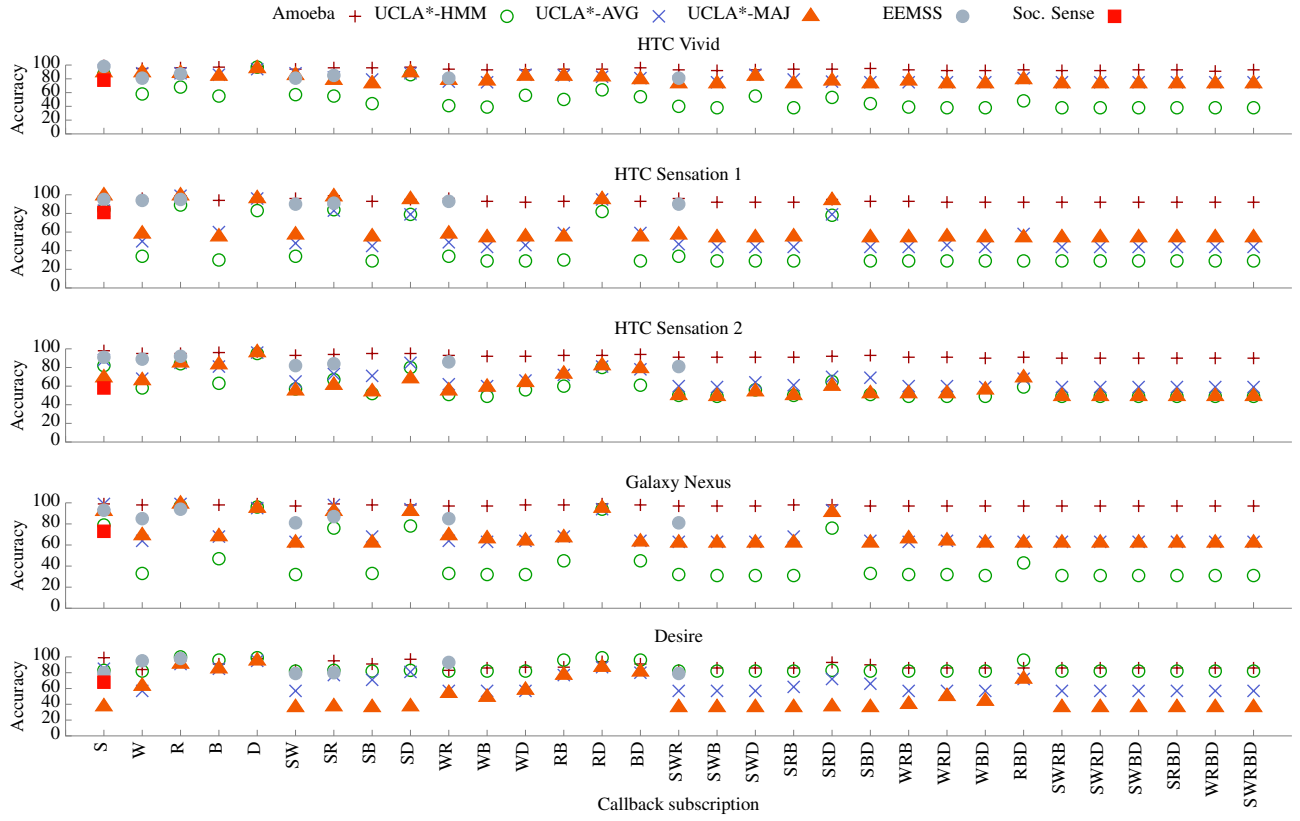 Amoeba UCLA*-HMM UCLA*-AVG UCLA*-MAJ EEMSS Soc. Sense
HTC Vivid
Accuracy
100
80
60
40
20
0
HTC Sensation 1
Accuracy
100
80
60
40
20
0
HTC Sensation 2
Accuracy
100
80
60
40
20
0
Galaxy Nexus
Accuracy
100
80
60
40
20
0
Desire
Accuracy
100
80
60
40
20
0
S W R B D SW SR SB SD WR WB WD RB RD BD SWR SWB SWD SRB SRD SBD WRB WRD WBD RBD SWRB SWRD SWBD SRBD WRBD SWRBD
Callback subscription